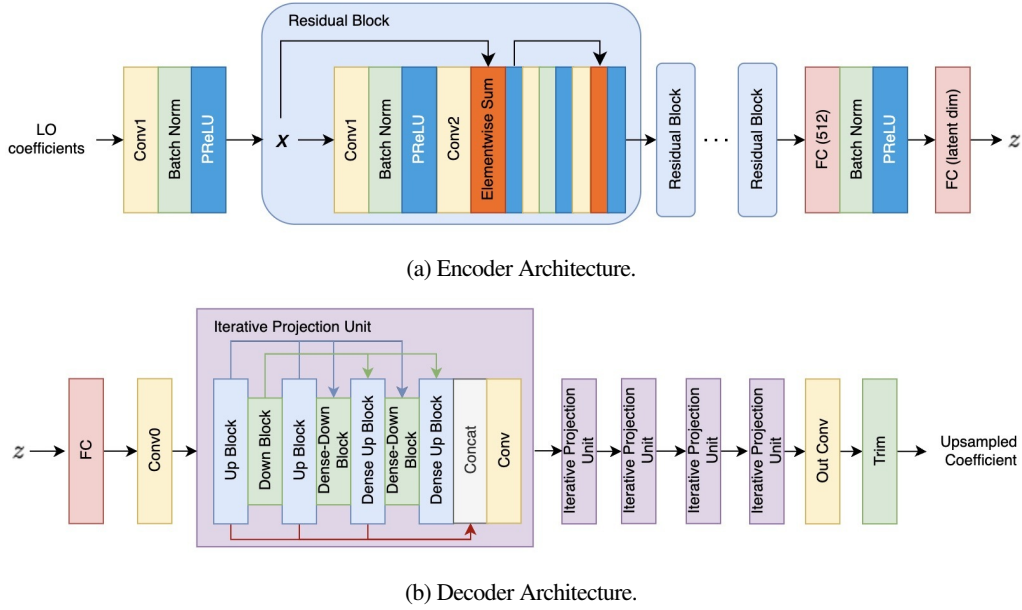 Residual Block
LO
coefficients
Conv1
Batch Norm
PReLU
x
Conv1
Batch Norm
PReLU
Conv2
Elementwise Sum
Residual Block
...
Residual Block
FC (512)
Batch Norm
PReLU
FC (latent dim)
z
(a) Encoder Architecture.
Iterative Projection Unit
z
FC
Conv0
Up Block
Down Block
Up Block
Dense-Down
Block
Dense Up Block
Dense-Down
Block
Dense Up Block
Concat
Conv
Iterative Projection
Unit
Iterative Projection
Unit
Iterative Projection
Unit
Iterative Projection
Unit
Out Conv
Trim
Upsampled
Coefficient
(b) Decoder Architecture.